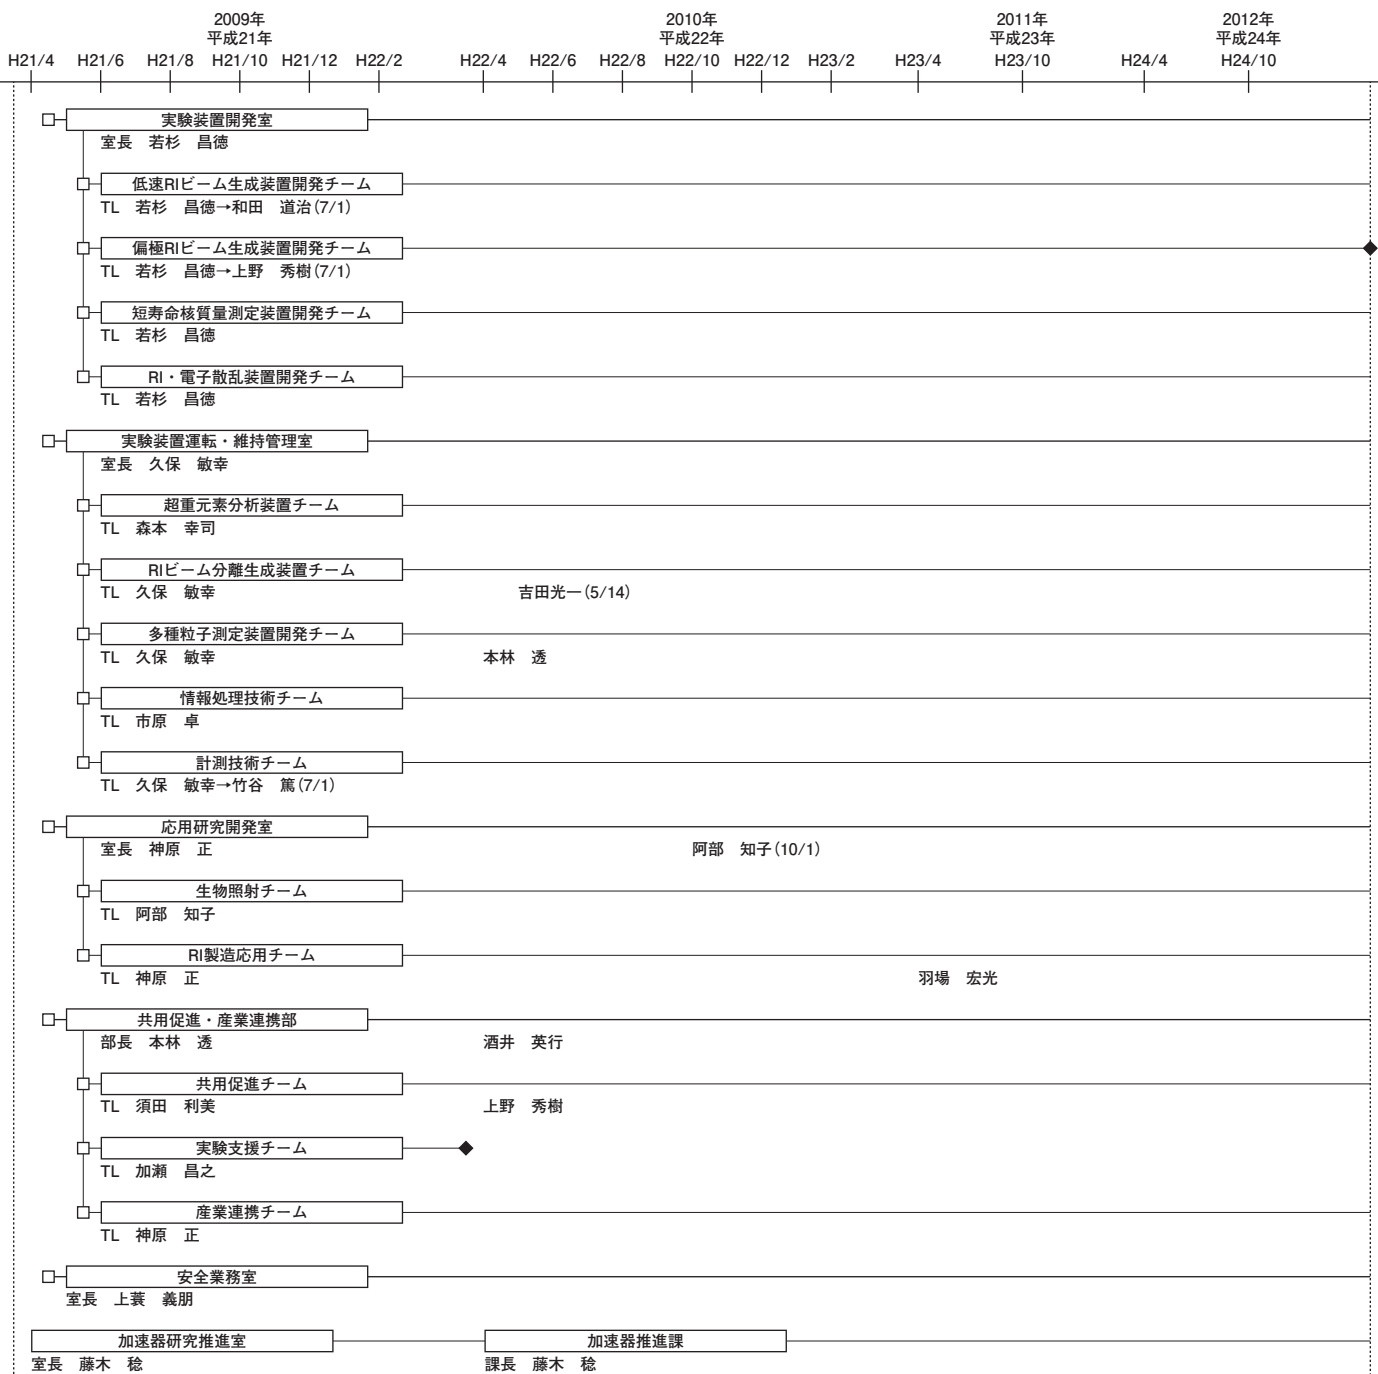 2009年 2010年 2011年 2012年
平成21年 平成22年 平成23年 平成24年
H21/4 H21/6 H21/8 H21/10 H21/12 H22/2 H22/4 H22/6 H22/8 H22/10 H22/12 H23/2 H23/4 H23/10 H24/4 H24/10
実験装置開発室
室長 若杉 昌徳
低速RIビーム生成装置開発チーム
TL 若杉 昌徳→和田 道治(7/1)
偏極RIビーム生成装置開発チーム
TL 若杉 昌徳→上野 秀樹(7/1)
短寿命核質量測定装置開発チーム
TL 若杉 昌徳
RI・電子散乱装置開発チーム
TL 若杉 昌徳
実験装置運転・維持管理室
室長 久保 敏幸
超重元素分析装置チーム
TL 森本 幸司
RIビーム分離生成装置チーム
TL 久保 敏幸 吉田光一(5/14)
多種粒子測定装置開発チーム
TL 久保 敏幸 本林 透
情報処理技術チーム
TL 市原 卓
計測技術チーム
TL 久保 敏幸→竹谷 篤(7/1)
応用研究開発室
室長 神原 正 阿部 知子(10/1)
生物照射チーム
TL 阿部 知子
RI製造応用チーム
TL 神原 正 羽場 宏光
共用促進・産業連携部
部長 本林 透 酒井 英行
共用促進チーム
TL 須田 利美 上野 秀樹
実験支援チーム
TL 加瀬 昌之
産業連携チーム
TL 神原 正
安全業務室
室長 上蓑 義朋
加速器研究推進室 加速器推進課
室長 藤木 稔 課長 藤木 稔